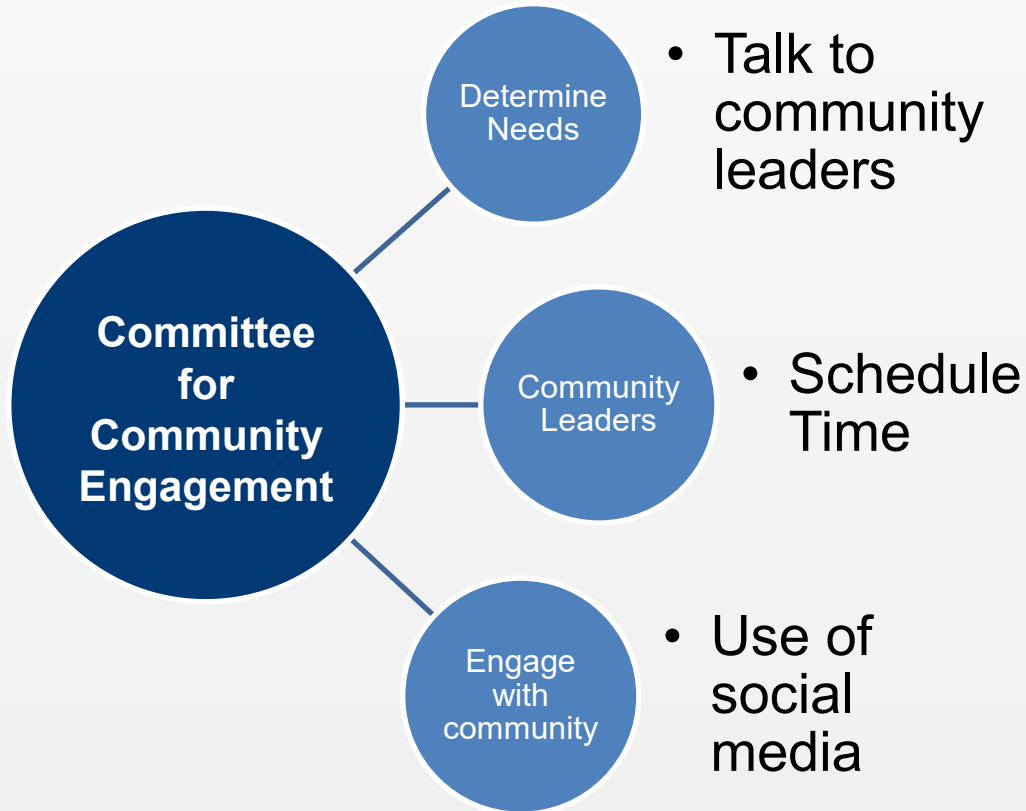 Committee
for
Community
Engagement
Determine
Needs
• Talk to
community
leaders
Community
Leaders
• Schedule
Time
Engage
with
community
• Use of
social
media